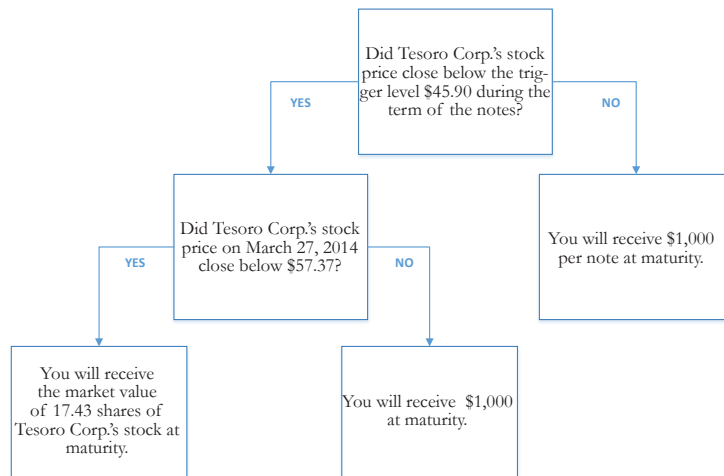 Did Tesoro Corp.'s stock
price close below the trig-
ger level $45.90 during the
term of the notes?
YES
NO
Did Tesoro Corp.'s stock
price on March 27, 2014
close below $57.37?
You will receive $1,000
per note at maturity.
YES
NO
You will receive
the market value
of 17.43 shares of
Tesoro Corp.'s stock at
maturity.
You will receive  $1,000
at maturity.